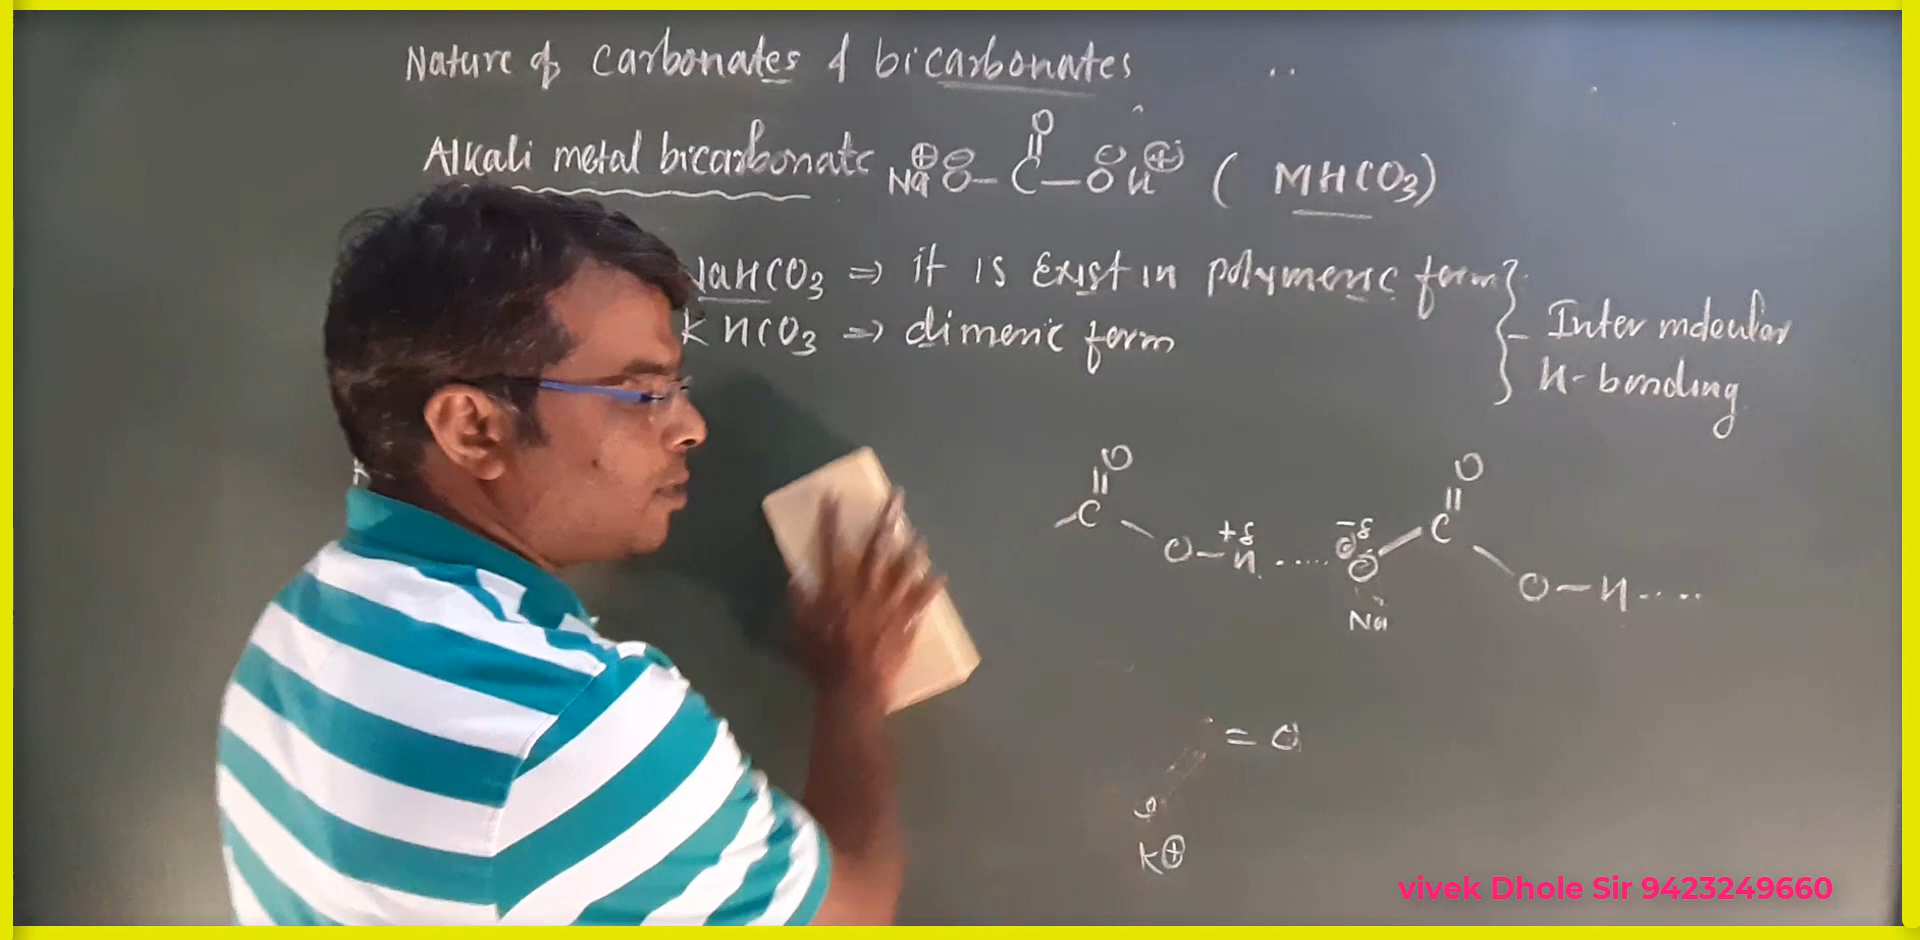 Nature of carbonates & bicarbonates
Alkali metal bicarbonate Na⊕ ⊖O–C(=O)–O⊖ H⊕ ( MHCO3)
NaHCO3 ⇒ it is Exist in polymeric form
KHCO3 ⇒ dimeric form
Inter molecular
H-bonding
O O
C C
O–H +δ ..... O⊖ -δ O–H.....
Na
= O
O
K⊕
vivek Dhole Sir 9423249660